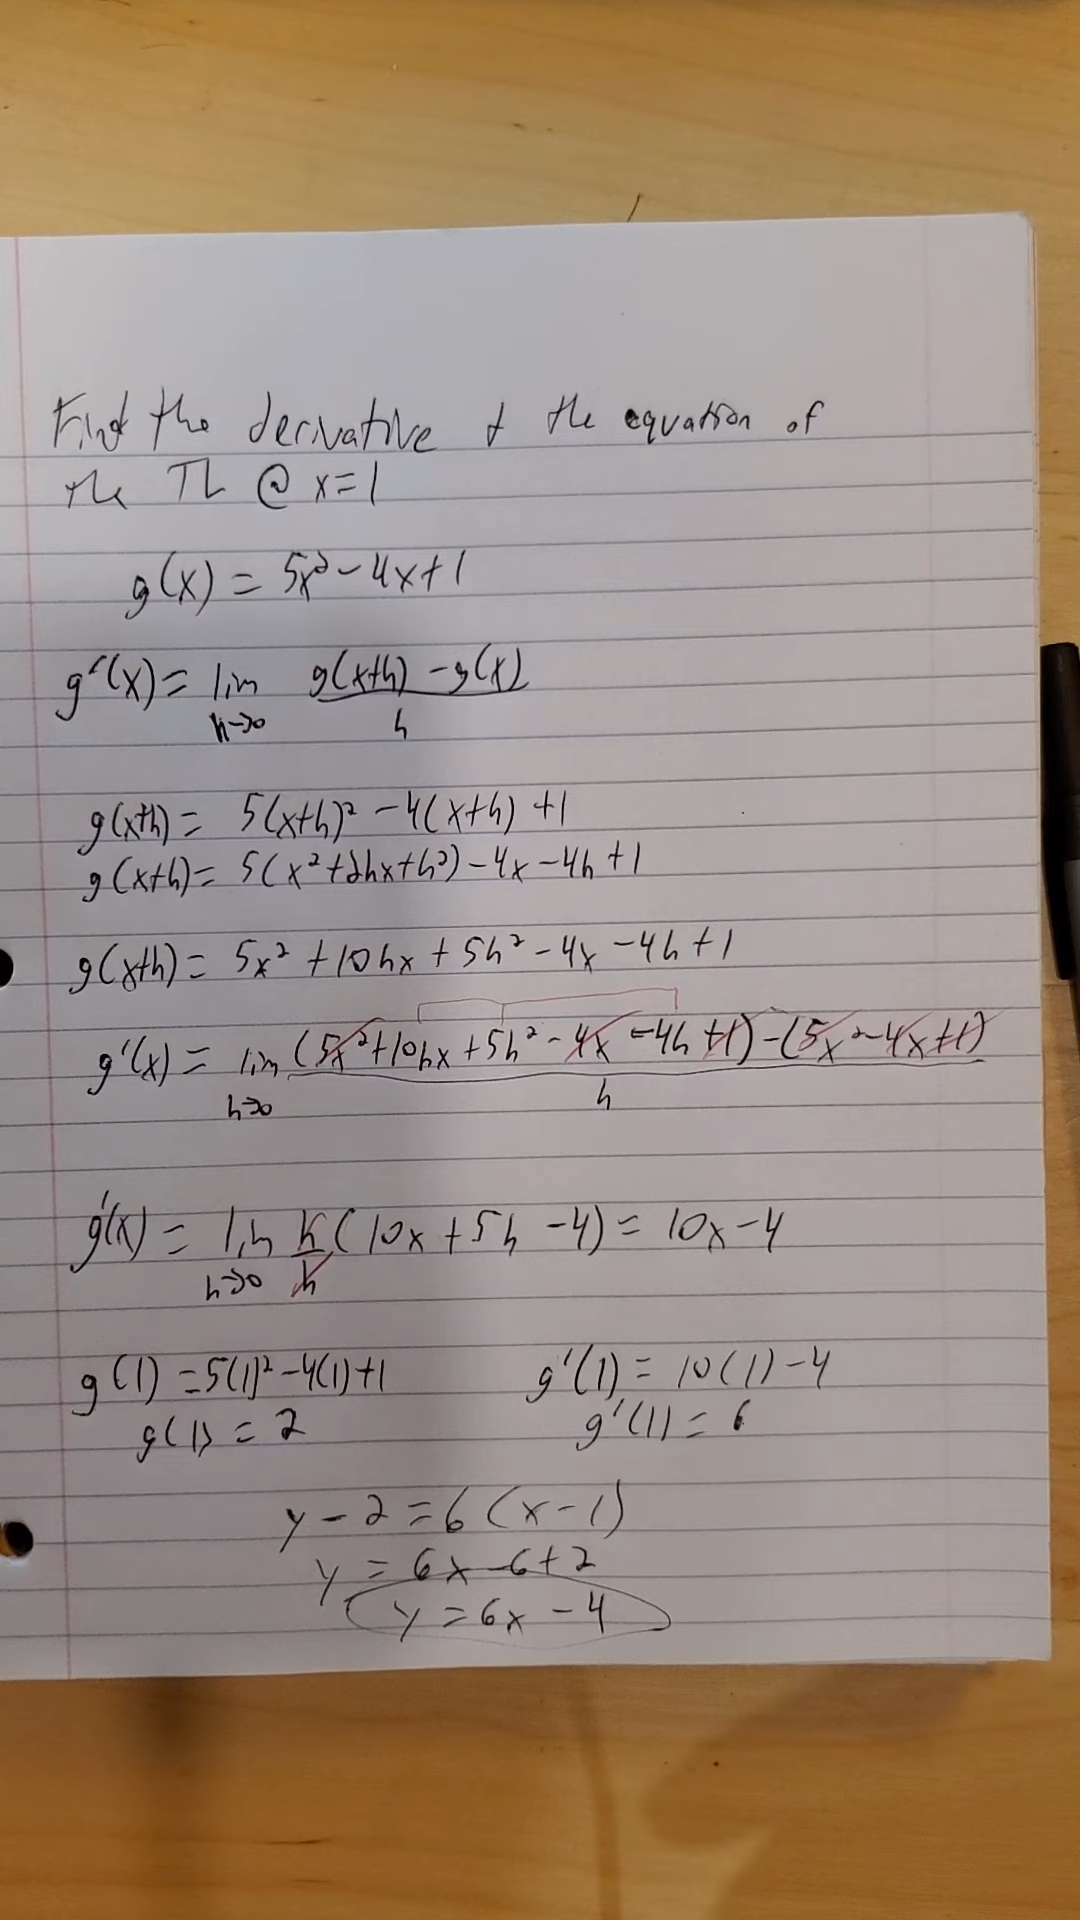 Find the derivative & the equation of
the TL @ x=1
g(x) = 5x² - 4x + 1
g'(x) = lim g(x+h) - g(x)
h→0 h
g(x+h) = 5(x+h)² - 4(x+h) + 1
g(x+h) = 5(x² + 2hx + h²) - 4x - 4h + 1
g(x+h) = 5x² + 10hx + 5h² - 4x - 4h + 1
g'(x) = lim (5x² + 10hx + 5h² - 4x - 4h + 1) - (5x² - 4x + 1)
h→0 h
g'(x) = lim h(10x + 5h - 4) = 10x - 4
h→0 h
g(1) = 5(1)² - 4(1) + 1 g'(1) = 10(1) - 4
g(1) = 2 g'(1) = 6
y - 2 = 6(x - 1)
y = 6x - 6 + 2
y = 6x - 4